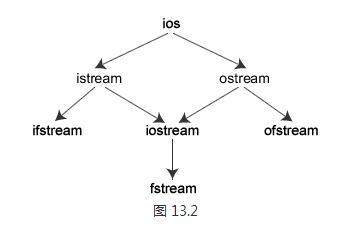 ios
istream ostream
ifstream iostream ofstream
fstream
图 13.2